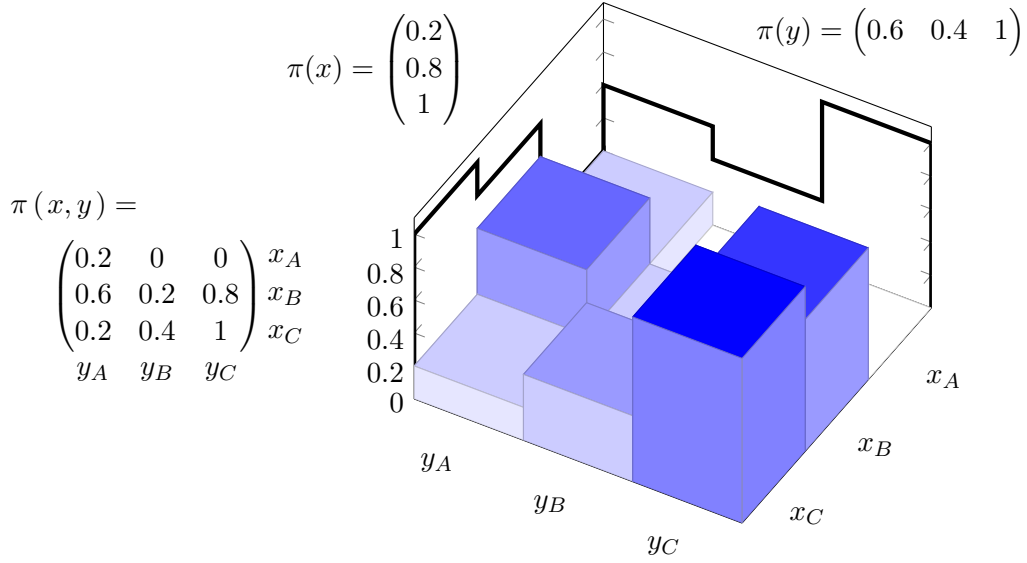 π(x) = (0.2 0.8 1)
π(y) = (0.6 0.4 1)
π(x, y) =
0.2 0 0 x_A
0.6 0.2 0.8 x_B
0.2 0.4 1 x_C
y_A y_B y_C
1
0.8
0.6
0.4
0.2
0
y_A
y_B
y_C
x_A
x_B
x_C